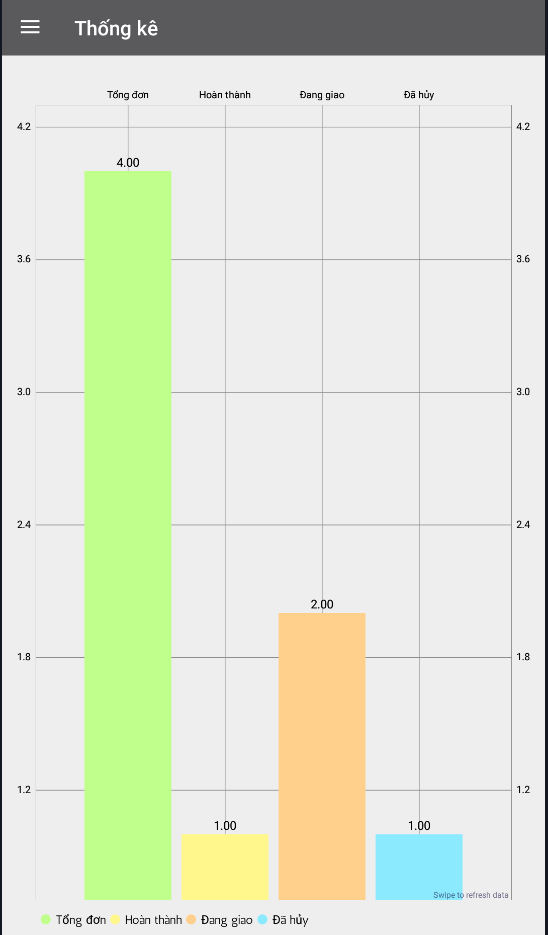 Thống kê
Tổng đơn Hoàn thành Đang giao Đã hủy
4.2 4.2
4.00
3.6 3.6
3.0 3.0
2.4 2.4
2.00
1.8 1.8
1.2 1.2
1.00 1.00
Swipe to refresh data
Tổng đơn Hoàn thành Đang giao Đã hủy